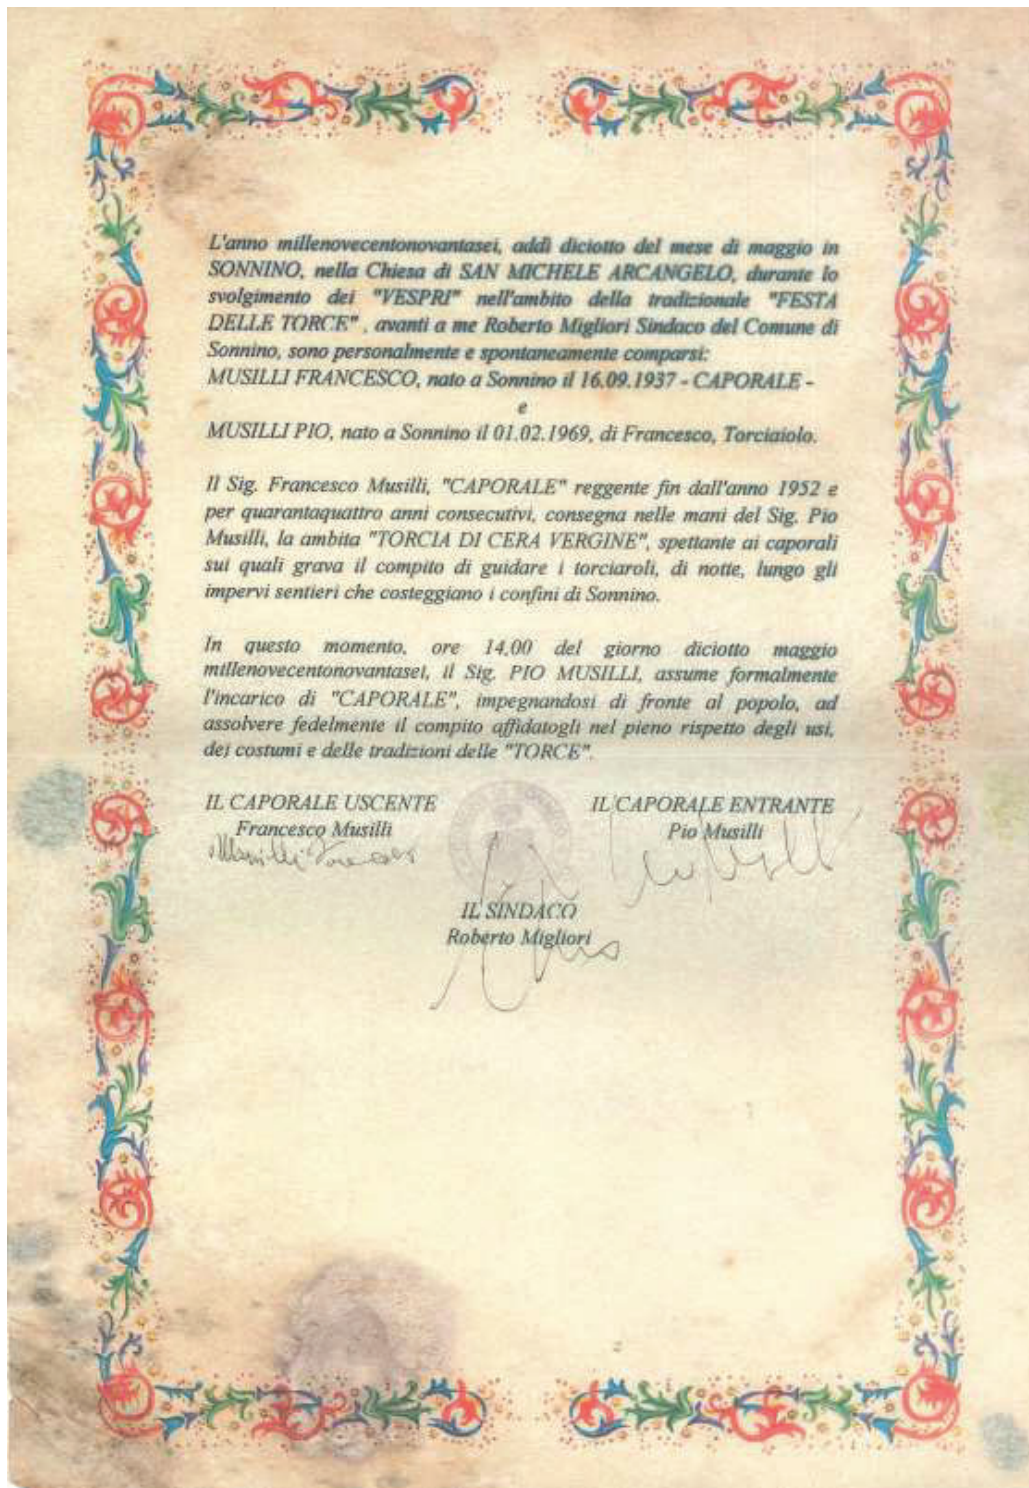 L'anno millenovecentonovantasei, addì diciotto del mese di maggio in
SONNINO, nella Chiesa di SAN MICHELE ARCANGELO, durante lo
svolgimento dei "VESPRI" nell'ambito della tradizionale "FESTA
DELLE TORCE" , avanti a me Roberto Migliori Sindaco del Comune di
Sonnino, sono personalmente e spontaneamente comparsi:
MUSILLI FRANCESCO, nato a Sonnino il 16.09.1937 - CAPORALE -
e
MUSILLI PIO, nato a Sonnino il 01.02.1969, di Francesco, Torciaiolo.
Il Sig. Francesco Musilli, "CAPORALE" reggente fin dall'anno 1952 e
per quarantaquattro anni consecutivi, consegna nelle mani del Sig. Pio
Musilli, la ambita "TORCIA DI CERA VERGINE", spettante ai caporali
sui quali grava il compito di guidare i torciaroli, di notte, lungo gli
impervi sentieri che costeggiano i confini di Sonnino.
In questo momento, ore 14,00 del giorno diciotto maggio
millenovecentonovantasei, il Sig. PIO MUSILLI, assume formalmente
l'incarico di "CAPORALE", impegnandosi di fronte al popolo, ad
assolvere fedelmente il compito affidatogli nel pieno rispetto degli usi,
dei costumi e delle tradizioni delle "TORCE".
IL CAPORALE USCENTE IL CAPORALE ENTRANTE
Francesco Musilli Pio Musilli
Musilli Francesco
IL SINDACO
Roberto Migliori